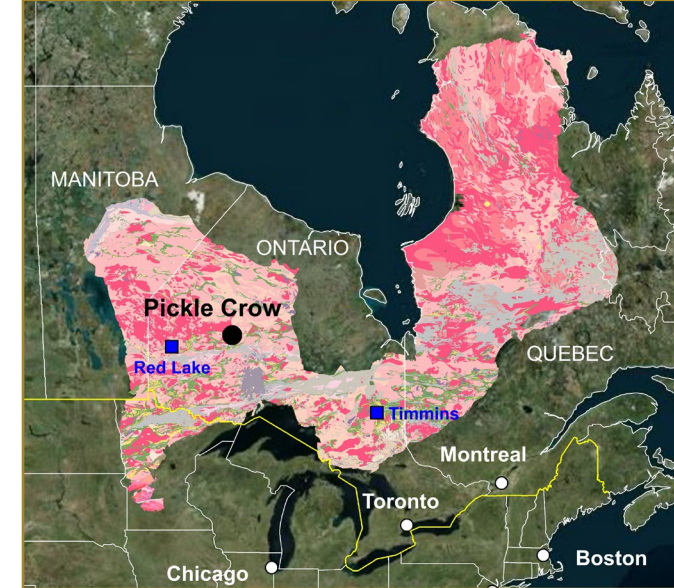 MANITOBA
ONTARIO
Pickle Crow
Red Lake
QUEBEC
Timmins
Montreal
Toronto
Boston
Chicago